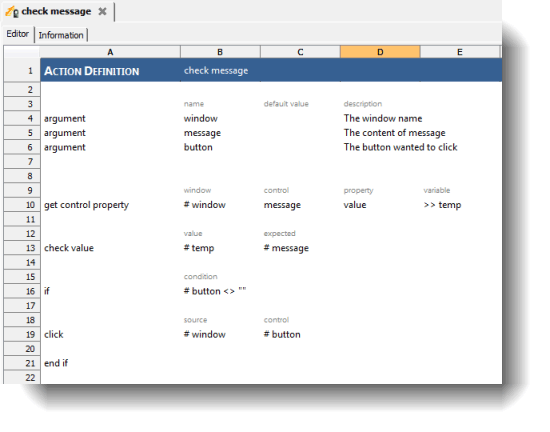 check message
Editor Information
A B C D E
1 ACTION DEFINITION check message
2
3 name default value description
4 argument window The window name
5 argument message The content of message
6 argument button The button wanted to click
7
8
9 window control property variable
10 get control property # window message value >> temp
11
12 value expected
13 check value # temp # message
14
15 condition
16 if # button <> ""
17
18 source control
19 click # window # button
20
21 end if
22